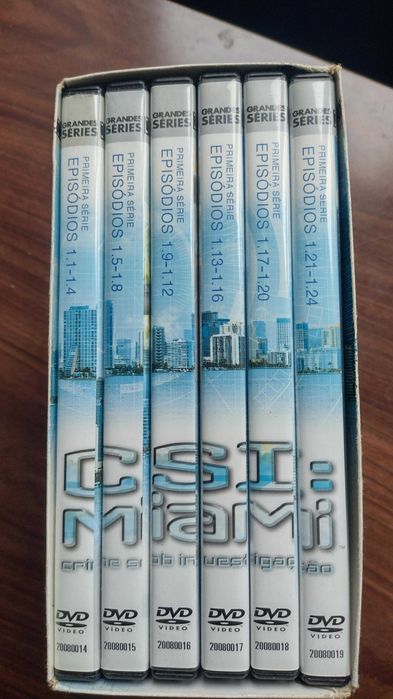 GRANDES SÉRIES
PRIMEIRA SÉRIE
EPISÓDIOS 1.1-1.4
GRANDES SÉRIES
PRIMEIRA SÉRIE
EPISÓDIOS 1.5-1.8
GRANDES SÉRIES
PRIMEIRA SÉRIE
EPISÓDIOS 1.9-1.12
GRANDES SÉRIES
PRIMEIRA SÉRIE
EPISÓDIOS 1.13-1.16
GRANDES SÉRIES
PRIMEIRA SÉRIE
EPISÓDIOS 1.17-1.20
GRANDES SÉRIES
PRIMEIRA SÉRIE
EPISÓDIOS 1.21-1.24
CSI:
Miami™
crime sob investigação
DVD VIDEO
20080014
DVD VIDEO
20080015
DVD VIDEO
20080016
DVD VIDEO
20080017
DVD VIDEO
20080018
DVD VIDEO
20080019